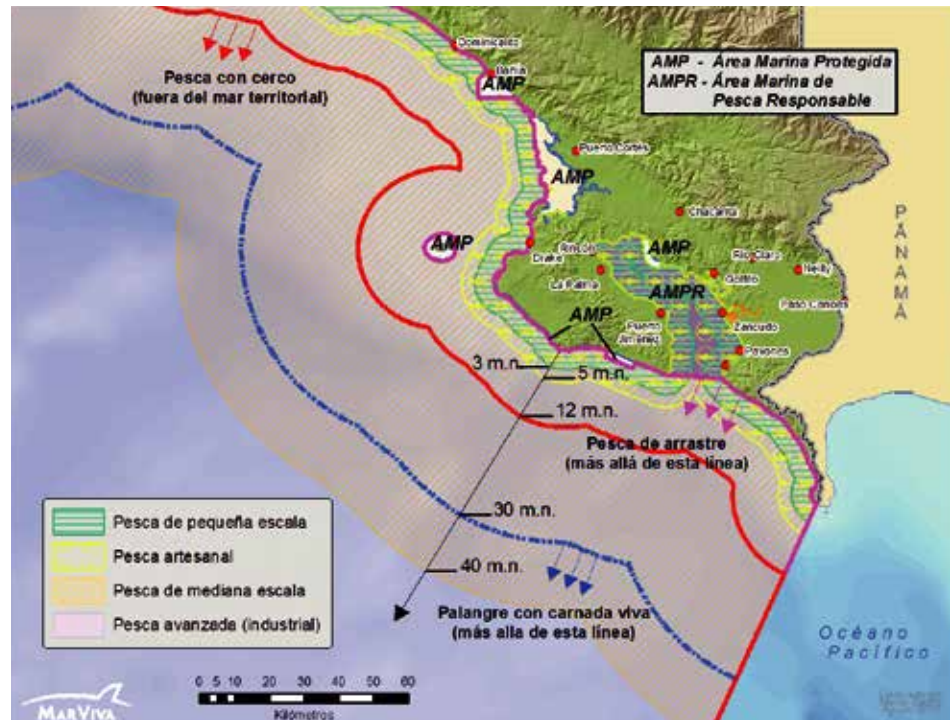 Pesca con cerco
(fuera del mar territorial)
Dominicalito
Bahía
AMP
AMP - Área Marina Protegida
AMPR - Área Marina de
Pesca Responsable
Puerto Cortés
AMP
Chacarita
PANAMÁ
AMP
Drake
Rincón
AMP
Río Claro
Neily
La Palma
Golfito
AMPR
Paso Canoas
AMP
Puerto
Jiménez
Zancudo
Pavones
3 m.n.
5 m.n.
12 m.n.
Pesca de arrastre
(más allá de esta línea)
30 m.n.
40 m.n.
Palangre con carnada viva
(más alla de esta línea)
Pesca de pequeña escala
Pesca artesanal
Pesca de mediana escala
Pesca avanzada (industrial)
Océano
Pacífico
MARVIVA
0 5 10 20 30 40 50 60
Kilómetros